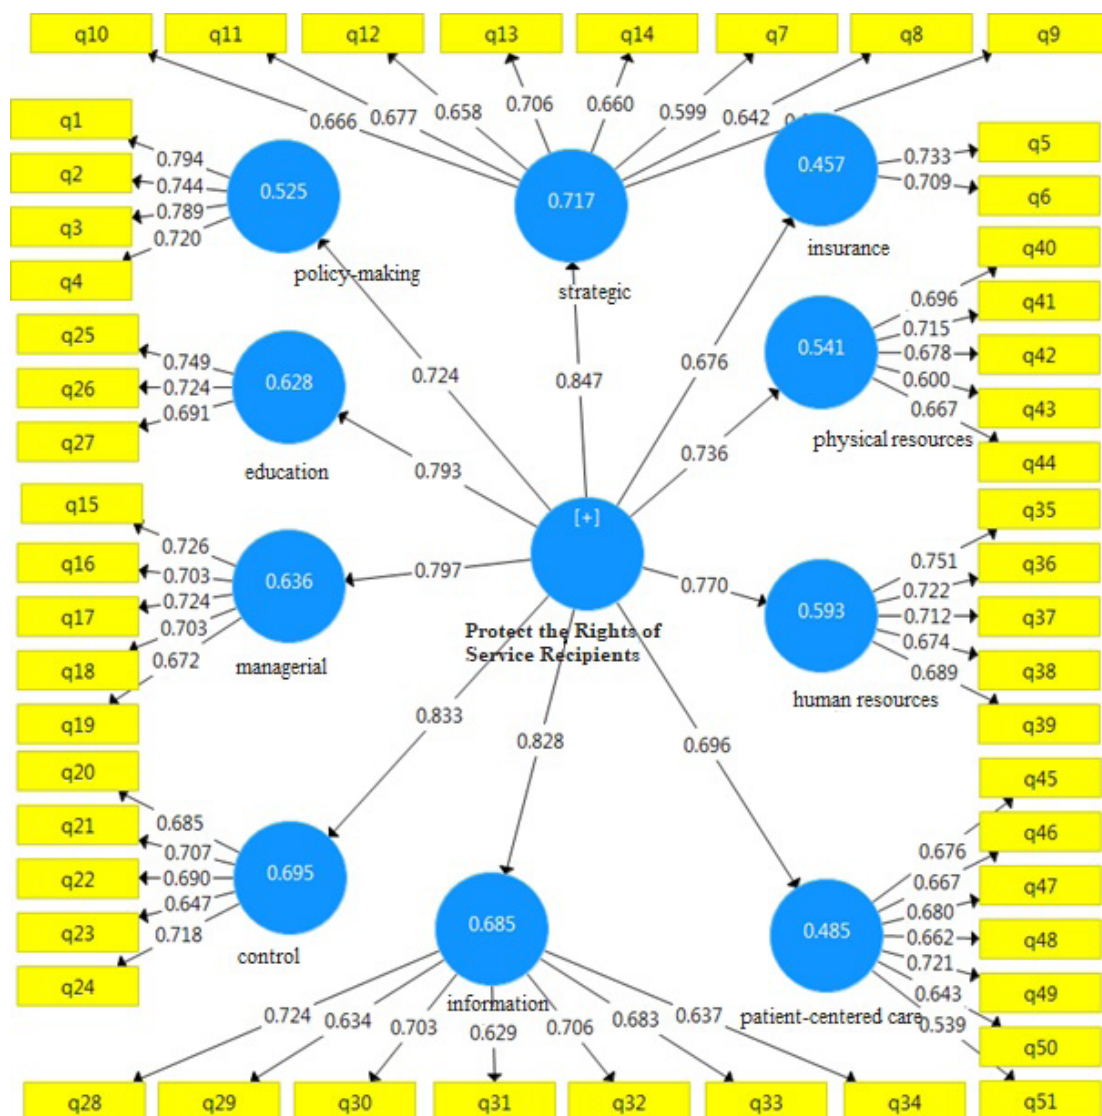 q10 q11 q12 q13 q14 q7 q8 q9
0.666 0.677 0.658 0.706 0.660 0.599 0.642
q1
q2
q3
q4
0.794
0.744
0.789
0.720
0.525
policy-making
0.717
strategic
0.457
insurance
0.733
0.709
q5
q6
q25
q26
q27
0.749
0.724
0.691
0.628
education
0.541
physical resources
0.696
0.715
0.678
0.600
0.667
q40
q41
q42
q43
q44
0.724
0.847
0.676
0.736
0.793
0.797
0.770
0.833
0.828
0.696
[+]
Protect the Rights of
Service Recipients
q15
q16
q17
q18
q19
0.726
0.703
0.724
0.703
0.672
0.636
managerial
0.593
human resources
0.751
0.722
0.712
0.674
0.689
q35
q36
q37
q38
q39
q20
q21
q22
q23
q24
0.685
0.707
0.690
0.647
0.718
0.695
control
0.685
information
0.485
patient-centered care
0.676
0.667
0.680
0.662
0.721
0.643
0.539
q45
q46
q47
q48
q49
q50
q51
0.724 0.634 0.703 0.629 0.706 0.683 0.637
q28 q29 q30 q31 q32 q33 q34